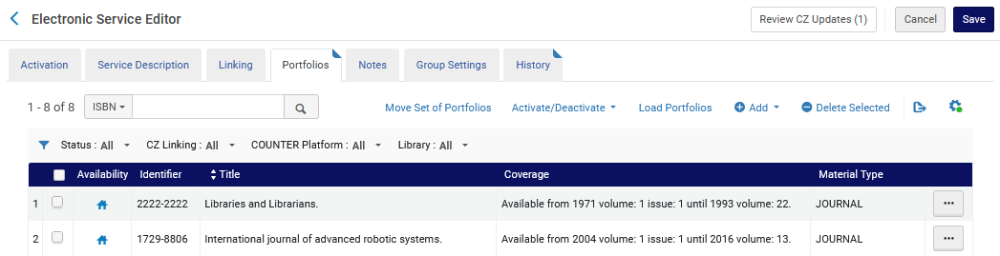 Electronic Service Editor Review CZ Updates (1) Cancel Save
Activation Service Description Linking Portfolios Notes Group Settings History
1 - 8 of 8 ISBN Move Set of Portfolios Activate/Deactivate Load Portfolios Add Delete Selected
Status : All CZ Linking : All COUNTER Platform : All Library : All
Availability Identifier Title Coverage Material Type
1 2222-2222 Libraries and Librarians. Available from 1971 volume: 1 issue: 1 until 1993 volume: 22. JOURNAL
2 1729-8806 International journal of advanced robotic systems. Available from 2004 volume: 1 issue: 1 until 2016 volume: 13. JOURNAL